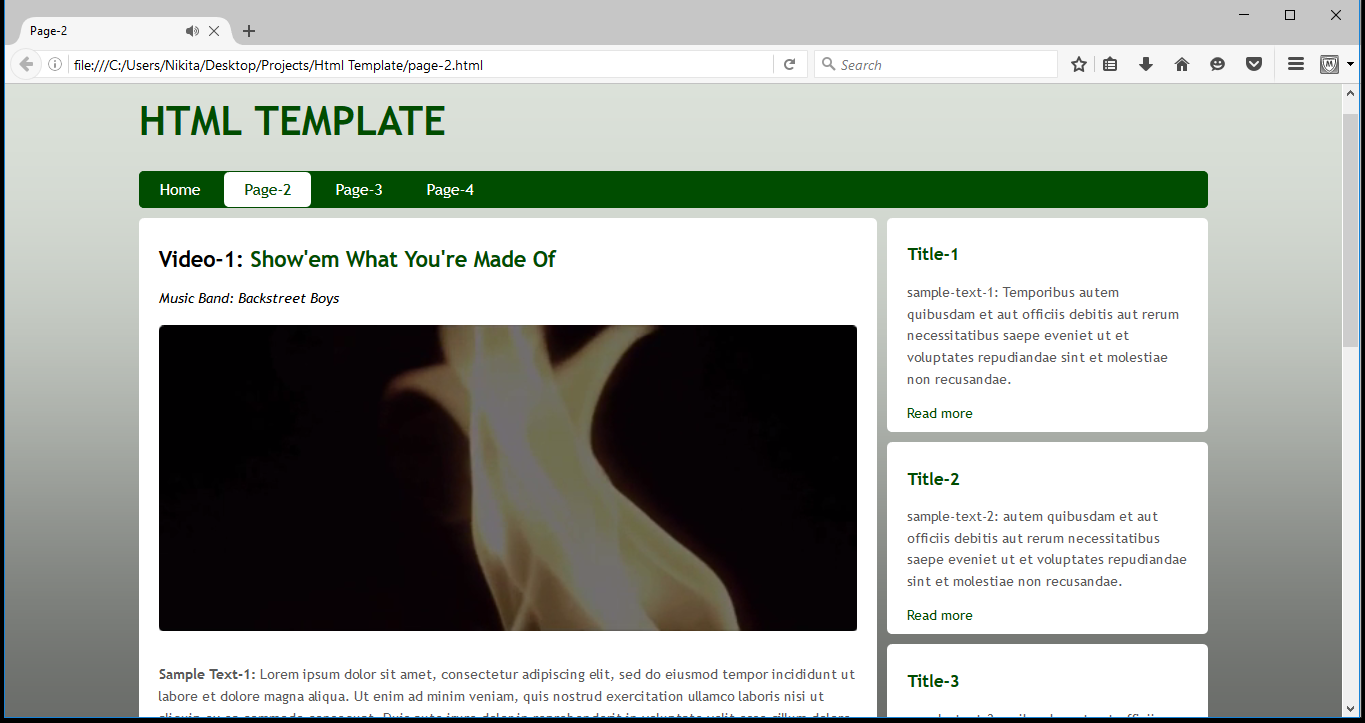 Page-2
file:///C:/Users/Nikita/Desktop/Projects/Html Template/page-2.html
Search
HTML TEMPLATE
Home
Page-2
Page-3
Page-4
Video-1: Show'em What You're Made Of
Music Band: Backstreet Boys
Sample Text-1: Lorem ipsum dolor sit amet, consectetur adipiscing elit, sed do eiusmod tempor incididunt ut
labore et dolore magna aliqua. Ut enim ad minim veniam, quis nostrud exercitation ullamco laboris nisi ut
Title-1
sample-text-1: Temporibus autem
quibusdam et aut officiis debitis aut rerum
necessitatibus saepe eveniet ut et
voluptates repudiandae sint et molestiae
non recusandae.
Read more
Title-2
sample-text-2: autem quibusdam et aut
officiis debitis aut rerum necessitatibus
saepe eveniet ut et voluptates repudiandae
sint et molestiae non recusandae.
Read more
Title-3